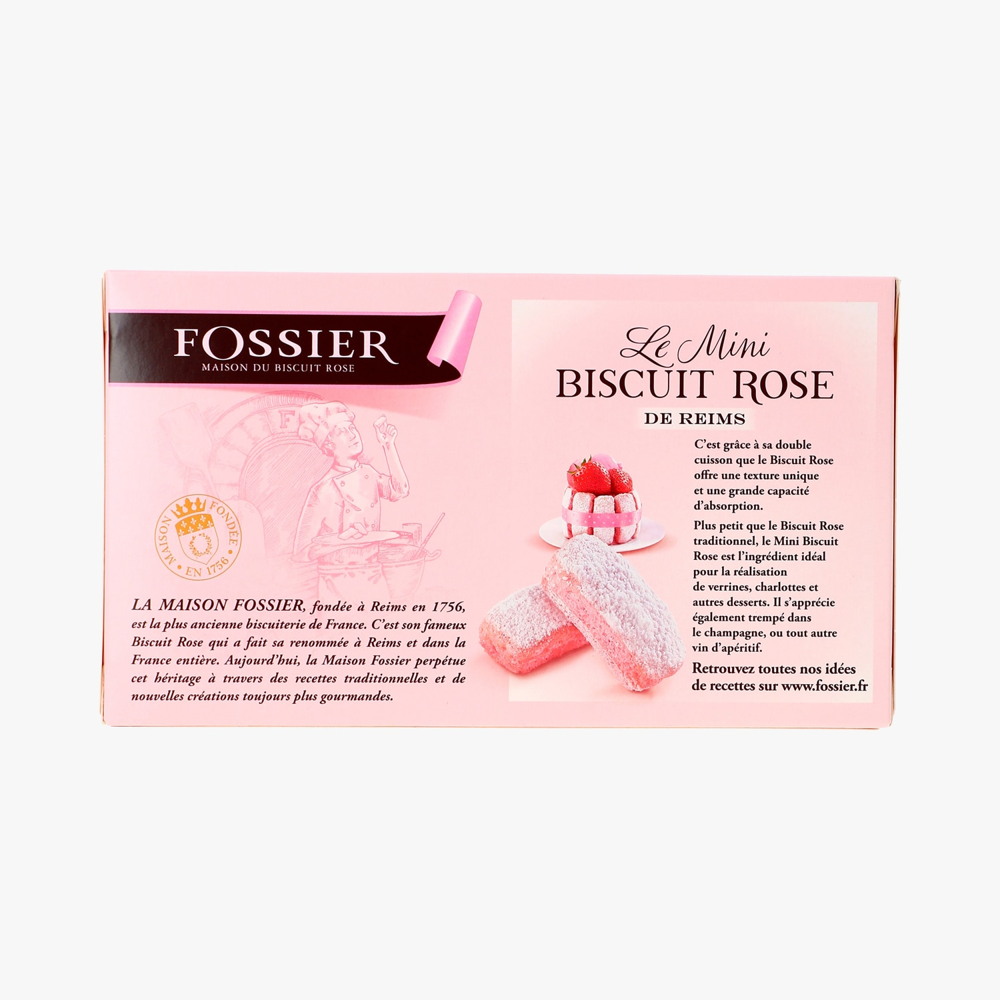 FOSSIER
MAISON DU BISCUIT ROSE
F
MAISON FONDÉE
• EN 1756 •
LA MAISON FOSSIER, fondée à Reims en 1756,
est la plus ancienne biscuiterie de France. C'est son fameux
Biscuit Rose qui a fait sa renommée à Reims et dans la
France entière. Aujourd'hui, la Maison Fossier perpétue
cet héritage à travers des recettes traditionnelles et de
nouvelles créations toujours plus gourmandes.
Le Mini
BISCUIT ROSE
DE REIMS
C'est grâce à sa double
cuisson que le Biscuit Rose
offre une texture unique
et une grande capacité
d'absorption.
Plus petit que le Biscuit Rose
traditionnel, le Mini Biscuit
Rose est l'ingrédient idéal
pour la réalisation
de verrines, charlottes et
autres desserts. Il s'apprécie
également trempé dans
le champagne, ou tout autre
vin d'apéritif.
Retrouvez toutes nos idées
de recettes sur www.fossier.fr